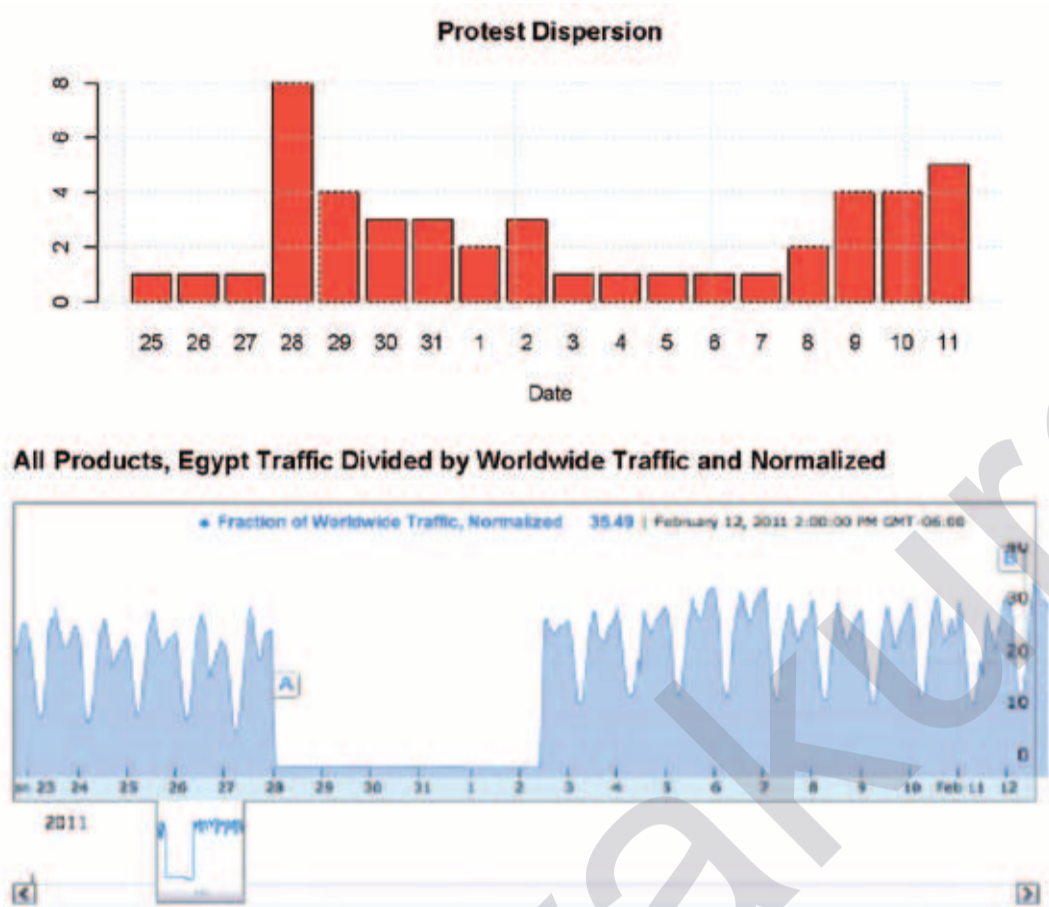 Protest Dispersion
8
6
4
2
0
25 26 27 28 29 30 31 1 2 3 4 5 6 7 8 9 10 11
Date
All Products, Egypt Traffic Divided by Worldwide Traffic and Normalized
Fraction of Worldwide Traffic, Normalized 35.49 | February 12, 2011 2:00:00 PM GMT-06:00
B
30
20
A
10
0
23 24 25 26 27 28 29 30 31 1 2 3 4 5 6 7 8 9 10 Feb 11 12
2011